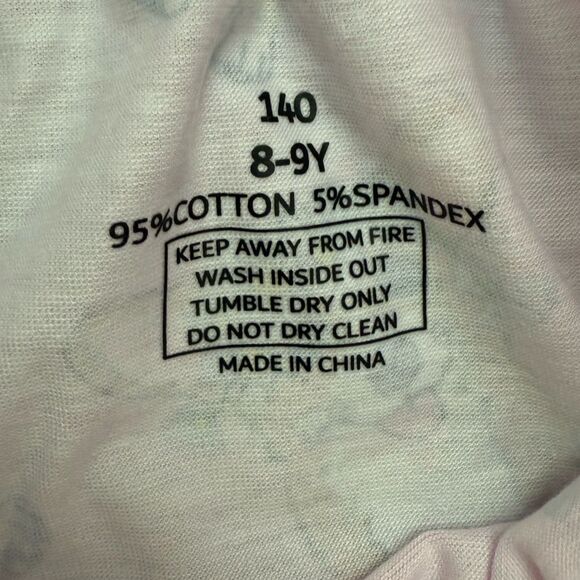 140
8-9Y
95%COTTON 5%SPANDEX
KEEP AWAY FROM FIRE
WASH INSIDE OUT
TUMBLE DRY ONLY
DO NOT DRY CLEAN
MADE IN CHINA